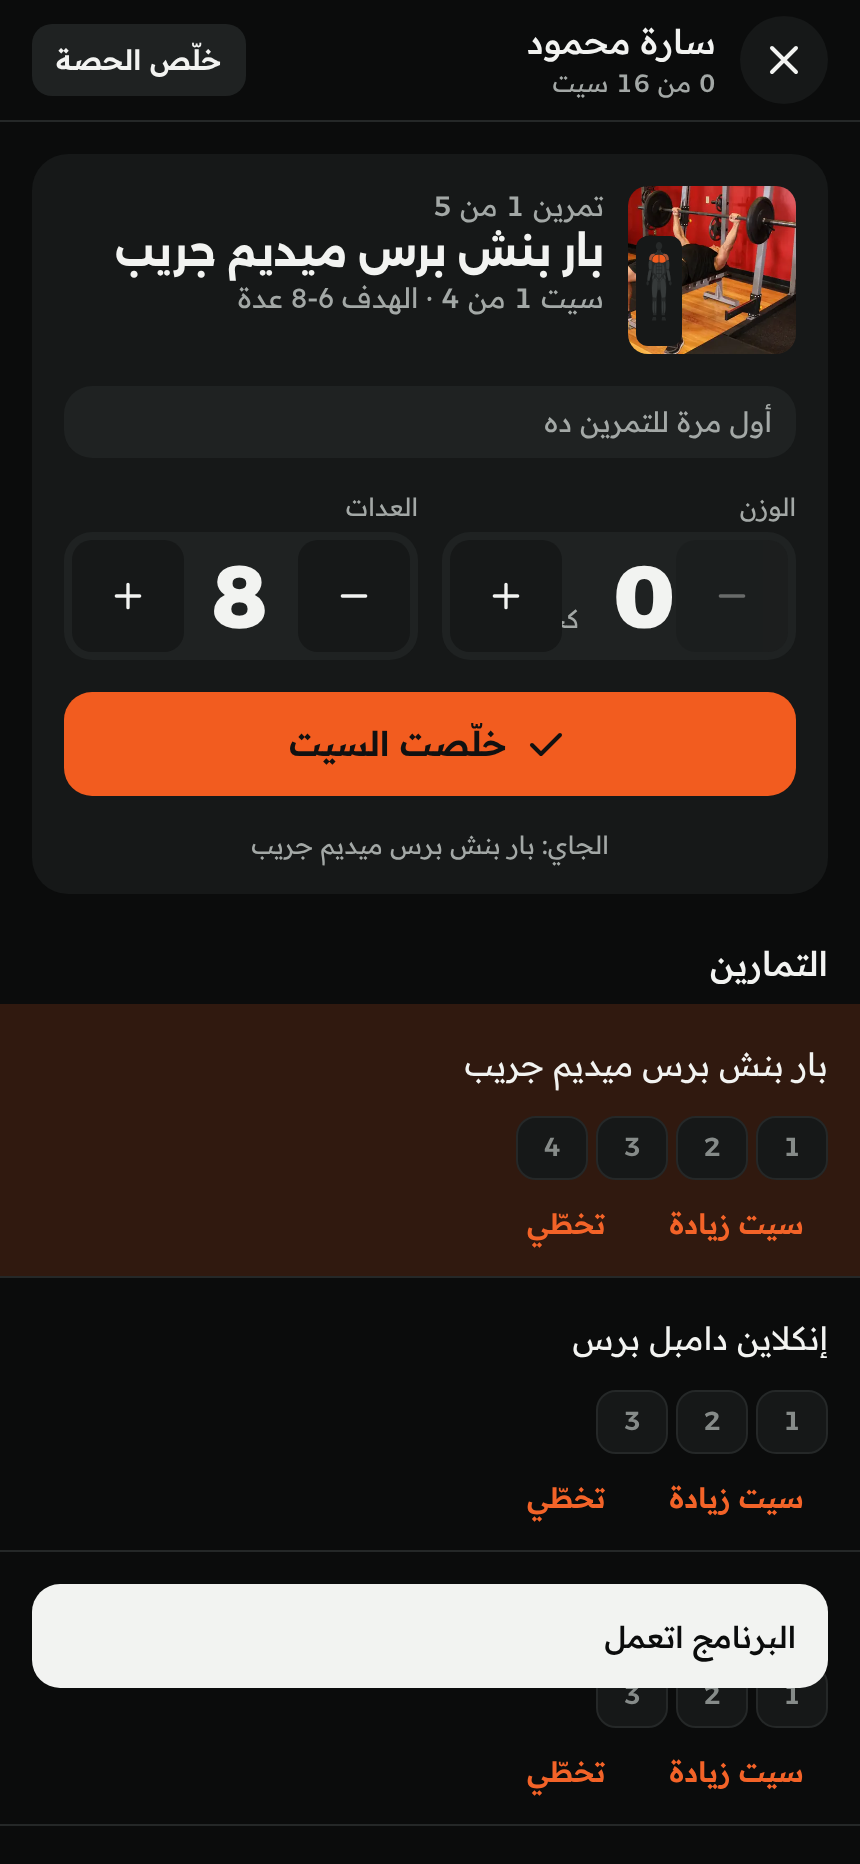 سارة محمود
0 من 16 سيت
خلّص الحصة
تمرين 1 من 5
بار بنش برس ميديم جريب
سيت 1 من 4 · الهدف 6-8 عدة
أول مرة للتمرين ده
الوزن
العدات
− 0 +
− 8 +
خلّصت السيت
الجاي: بار بنش برس ميديم جريب
التمارين
بار بنش برس ميديم جريب
1 2 3 4
سيت زيادة تخطّي
إنكلاين دامبل برس
1 2 3
سيت زيادة تخطّي
البرنامج اتعمل
1 2 3
سيت زيادة تخطّي